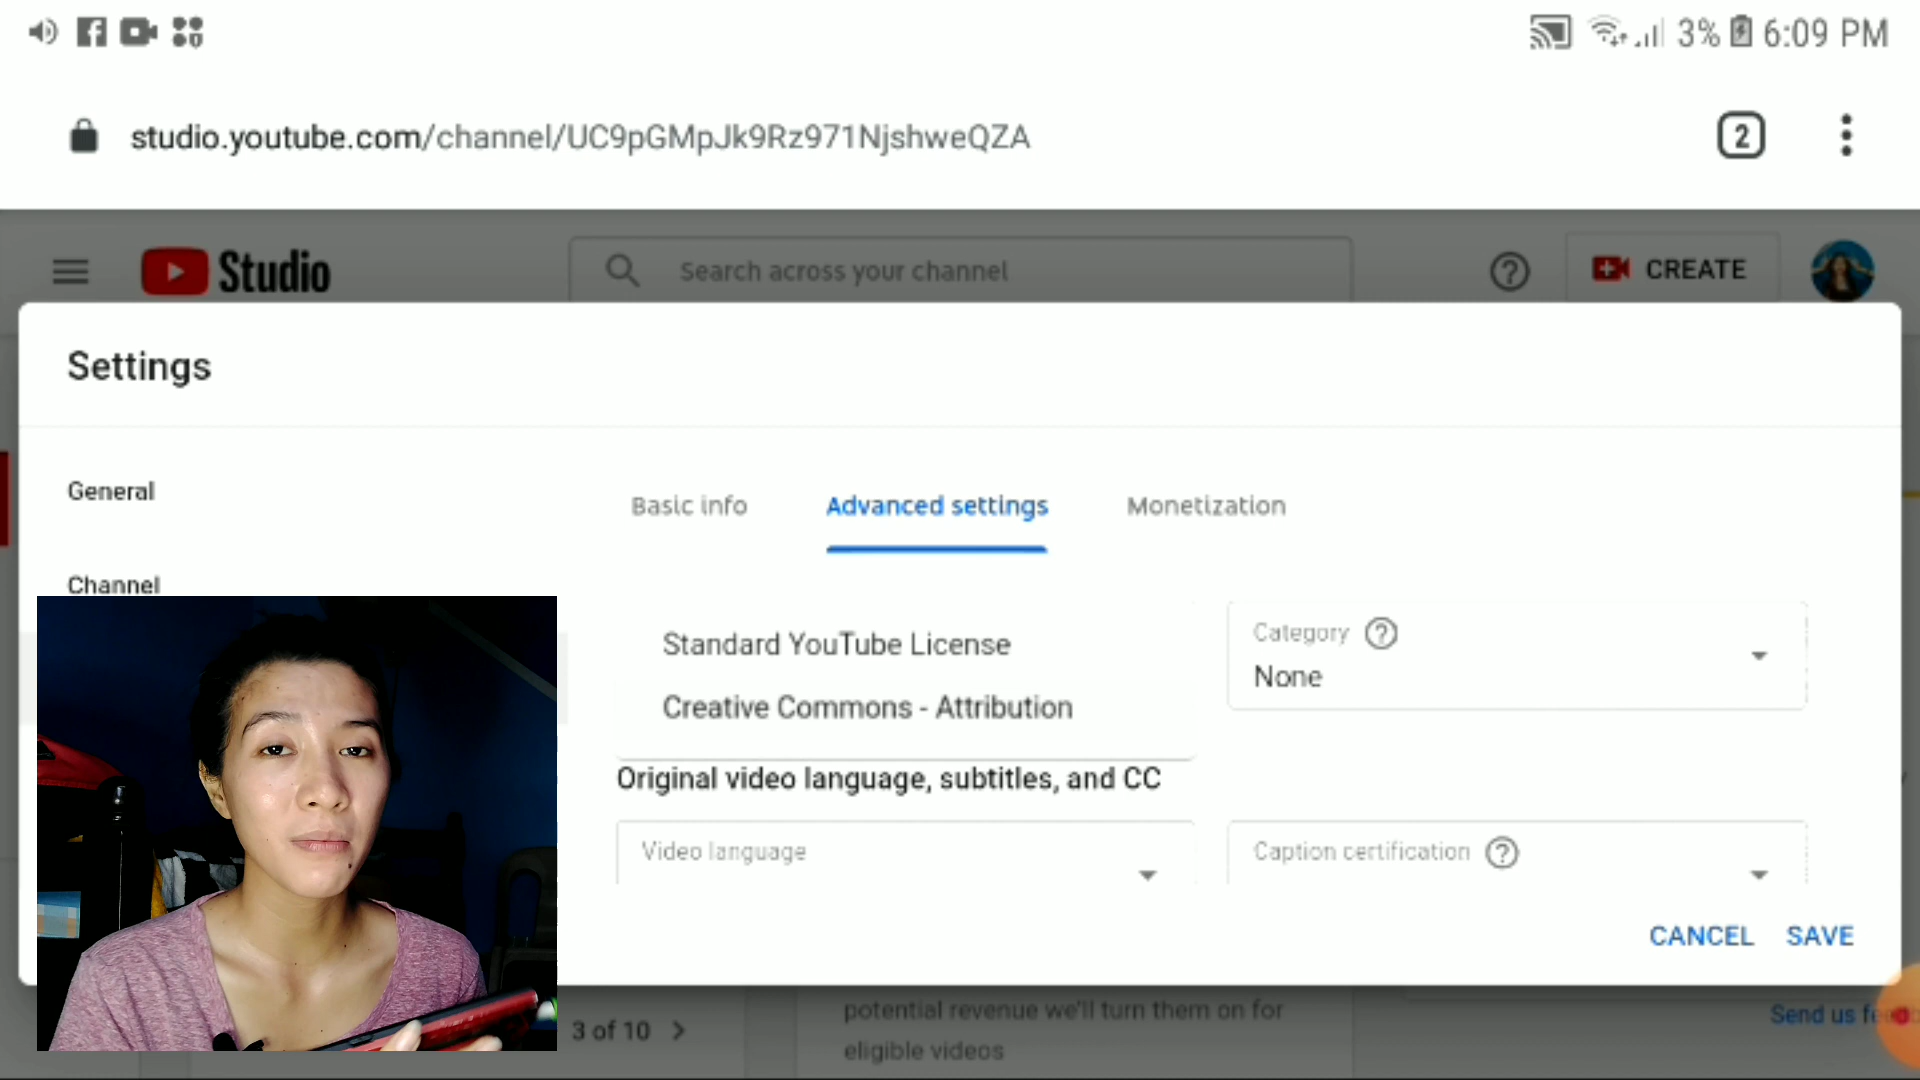 3% 6:09 PM
studio.youtube.com/channel/UC9pGMpJk9Rz971NjshweQZA
2
Studio
Search across your channel
CREATE
Settings
General
Channel
Basic info
Advanced settings
Monetization
Standard YouTube License
Creative Commons - Attribution
Category
None
Original video language, subtitles, and CC
Video language
Caption certification
CANCEL
SAVE
3 of 10
potential revenue we'll turn them on for
eligible videos
Send us